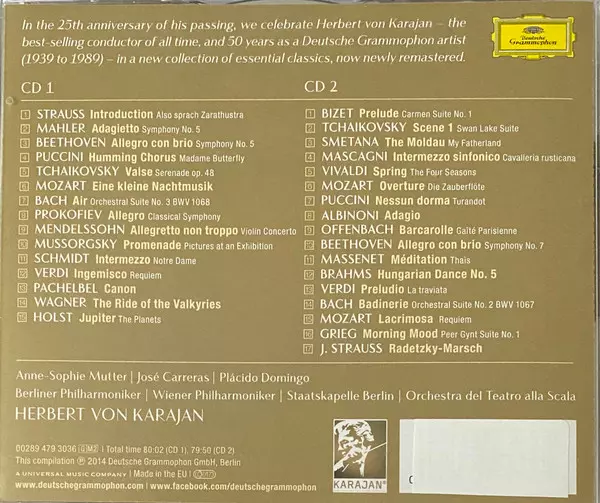 In the 25th anniversary of his passing, we celebrate Herbert von Karajan – the
best-selling conductor of all time, and 50 years as a Deutsche Grammophon artist
(1939 to 1989) – in a new collection of essential classics, now newly remastered.
Deutsche
Grammophon
CD 1
1 STRAUSS Introduction Also sprach Zarathustra
2 MAHLER Adagietto Symphony No. 5
3 BEETHOVEN Allegro con brio Symphony No. 5
4 PUCCINI Humming Chorus Madame Butterfly
5 TCHAIKOVSKY Valse Serenade op. 48
6 MOZART Eine kleine Nachtmusik
7 BACH Air Orchestral Suite No. 3 BWV 1068
8 PROKOFIEV Allegro Classical Symphony
9 MENDELSSOHN Allegretto non troppo Violin Concerto
10 MUSSORGSKY Promenade Pictures at an Exhibition
11 SCHMIDT Intermezzo Notre Dame
12 VERDI Ingemisco Requiem
13 PACHELBEL Canon
14 WAGNER The Ride of the Valkyries
15 HOLST Jupiter The Planets
CD 2
1 BIZET Prelude Carmen Suite No. 1
2 TCHAIKOVSKY Scene 1 Swan Lake Suite
3 SMETANA The Moldau My Fatherland
4 MASCAGNI Intermezzo sinfonico Cavalleria rusticana
5 VIVALDI Spring The Four Seasons
6 MOZART Overture Die Zauberflöte
7 PUCCINI Nessun dorma Turandot
8 ALBINONI Adagio
9 OFFENBACH Barcarolle Gaîté Parisienne
10 BEETHOVEN Allegro con brio Symphony No. 7
11 MASSENET Méditation Thaïs
12 BRAHMS Hungarian Dance No. 5
13 VERDI Preludio La traviata
14 BACH Badinerie Orchestral Suite No. 2 BWV 1067
15 MOZART Lacrimosa Requiem
16 GRIEG Morning Mood Peer Gynt Suite No. 1
17 J. STRAUSS Radetzky-Marsch
Anne-Sophie Mutter | José Carreras | Plácido Domingo
Berliner Philharmoniker | Wiener Philharmoniker | Staatskapelle Berlin | Orchestra del Teatro alla Scala
HERBERT VON KARAJAN
00289 479 3036 GM2 | Total time 80:02 (CD 1), 79:50 (CD 2)
This compilation ℗ 2014 Deutsche Grammophon GmbH, Berlin
A UNIVERSAL MUSIC COMPANY | Made in the EU |
www.deutschegrammophon.com | www.facebook.com/deutschegrammophon
KARAJAN®